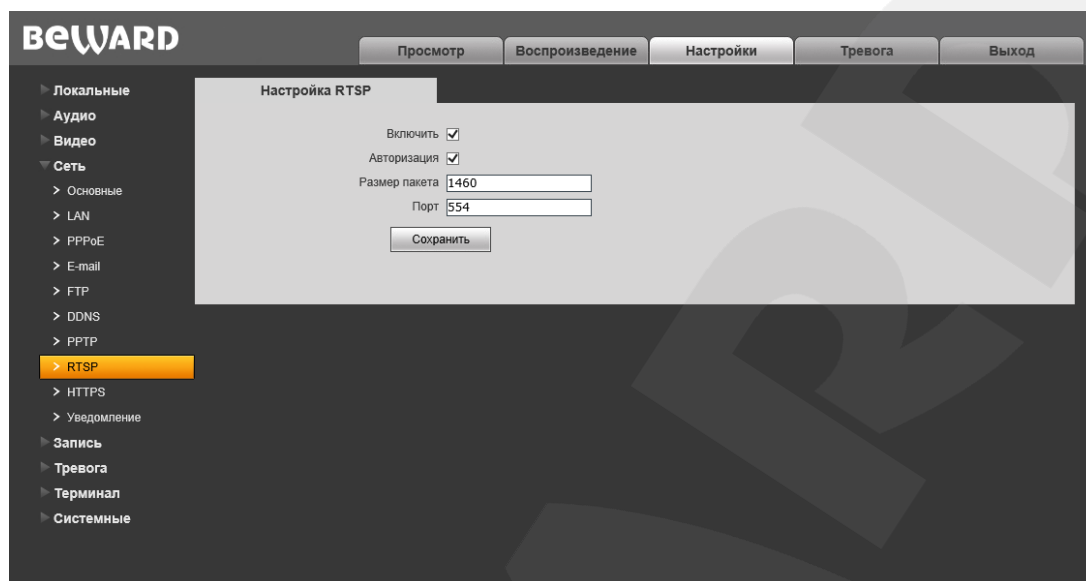 BEWARD
Просмотр Воспроизведение Настройки Тревога Выход
Локальные
Аудио
Видео
Сеть
> Основные
> LAN
> PPPoE
> E-mail
> FTP
> DDNS
> PPTP
> RTSP
> HTTPS
> Уведомление
Запись
Тревога
Терминал
Системные
Настройка RTSP
Включить
Авторизация
Размер пакета 1460
Порт 554
Сохранить